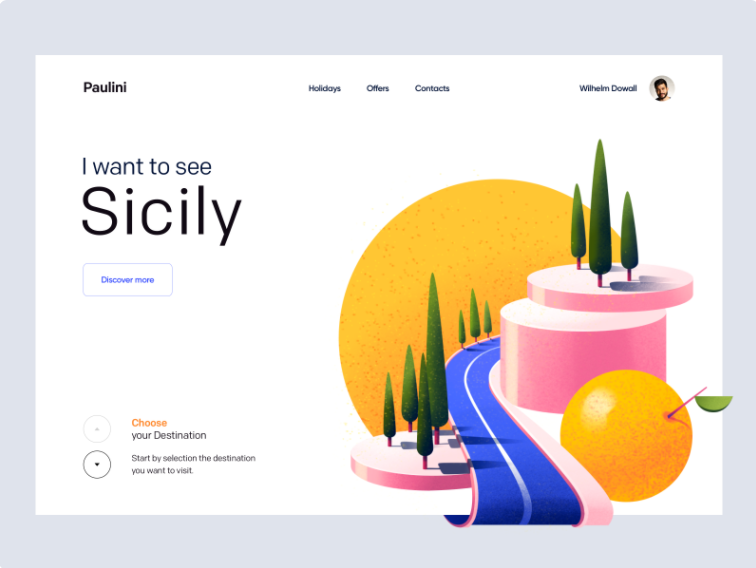 Paulini
Holidays
Offers
Contacts
Wilhelm Dowall
I want to see
Sicily
Discover more
Choose
your Destination
Start by selection the destination
you want to visit.